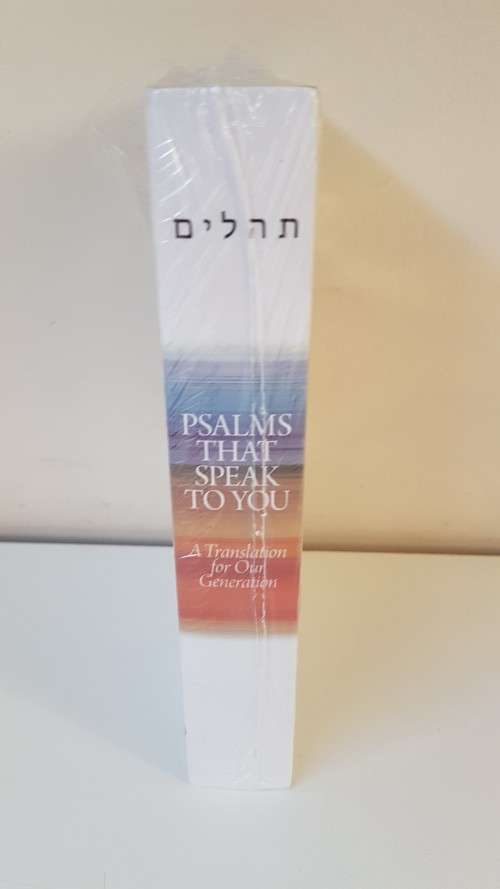 תהלים
PSALMS
THAT
SPEAK
TO YOU
A Translation
for Our
Generation